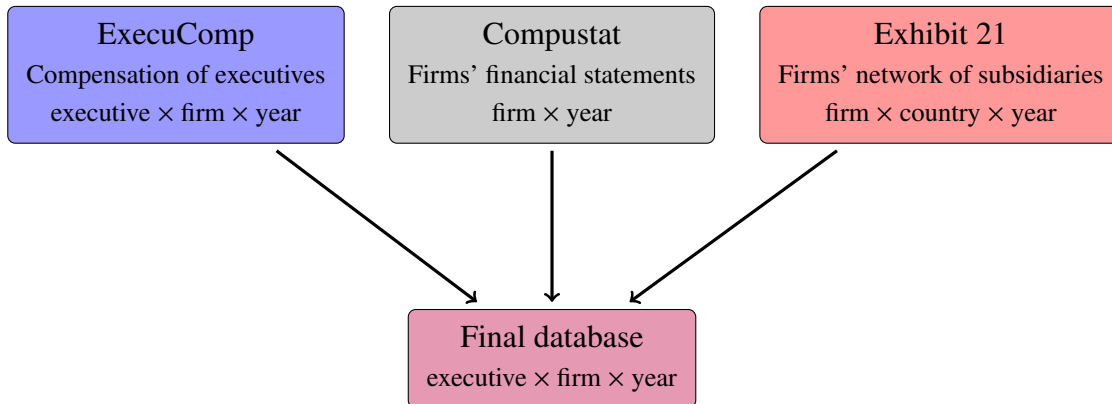 ExecuComp
Compensation of executives
executive × firm × year
Compustat
Firms’ financial statements
firm × year
Exhibit 21
Firms’ network of subsidiaries
firm × country × year
Final database
executive × firm × year